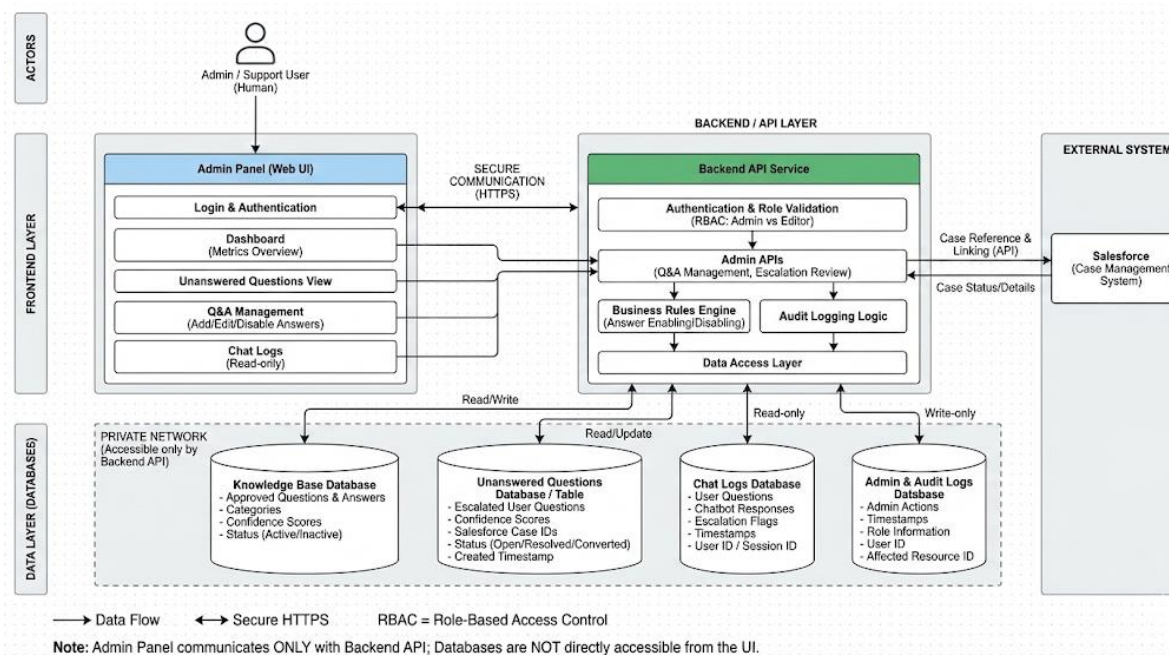 ACTORS
Admin / Support User
(Human)
FRONTEND LAYER
Admin Panel (Web UI)
Login & Authentication
Dashboard
(Metrics Overview)
Unanswered Questions View
Q&A Management
(Add/Edit/Disable Answers)
Chat Logs
(Read-only)
SECURE
COMMUNICATION
(HTTPS)
BACKEND / API LAYER
Backend API Service
Authentication & Role Validation
(RBAC: Admin vs Editor)
Admin APIs
(Q&A Management, Escalation Review)
Business Rules Engine
(Answer Enabling/Disabling)
Audit Logging Logic
Data Access Layer
Case Reference &
Linking (API)
Case Status/Details
EXTERNAL SYSTEM
Salesforce
(Case Management
System)
DATA LAYER (DATABASES)
PRIVATE NETWORK
(Accessible only by
Backend API)
Read/Write
Read/Update
Read-only
Write-only
Knowledge Base Database
- Approved Questions & Answers
- Categories
- Confidence Scores
- Status (Active/Inactive)
Unanswered Questions
Database / Table
- Escalated User Questions
- Confidence Scores
- Salesforce Case IDs
- Status (Open/Resolved/Converted)
- Created Timestamp
Chat Logs Database
- User Questions
- Chatbot Responses
- Escalation Flags
- Timestamps
- User ID / Session ID
Admin & Audit Logs
Datsbase
- Admin Actions
- Timestamps
- Role Information
- User ID
- Affected Resource ID
Data Flow
Secure HTTPS
RBAC = Role-Based Access Control
Note: Admin Panel communicates ONLY with Backend API; Databases are NOT directly accessible from the UI.